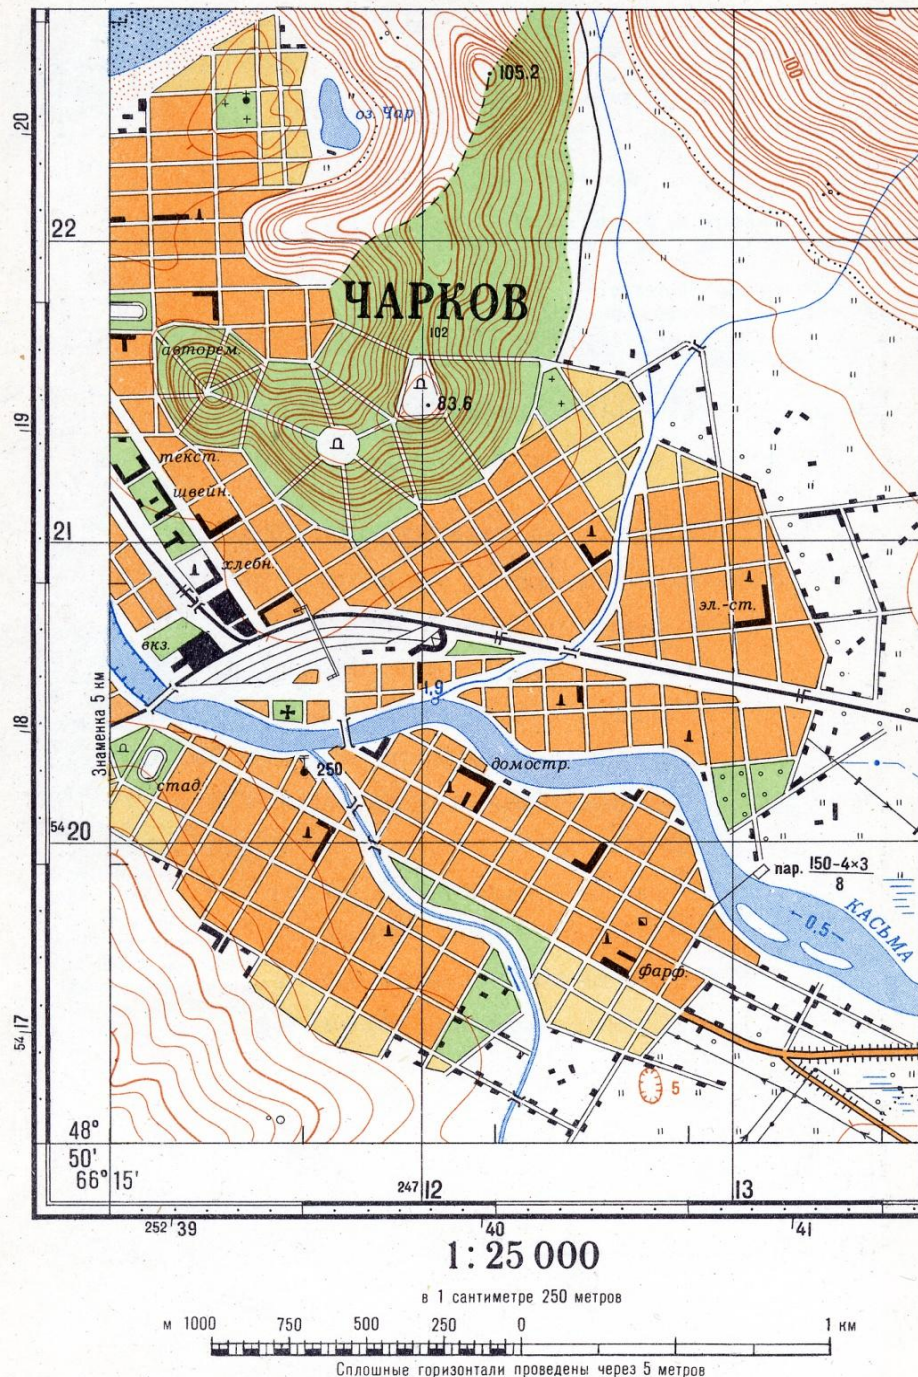 105.2
оз. Чар
100
20
22
ЧАРКОВ
102
авторем.
83.6
19
текст.
швейн.
21
хлебн.
эл.-ст.
вкз.
1,9
18
Знаменка 5 км
250
домостр.
стад.
54 20
пар. 150-4×3
8
КАСЬМА
0,5
фарф.
54 17
5
48°
50'
66°15'
247 12
13
252 39
40
41
1:25 000
в 1 сантиметре 250 метров
м 1000 750 500 250 0 1 км
Сплошные горизонтали проведены через 5 метров